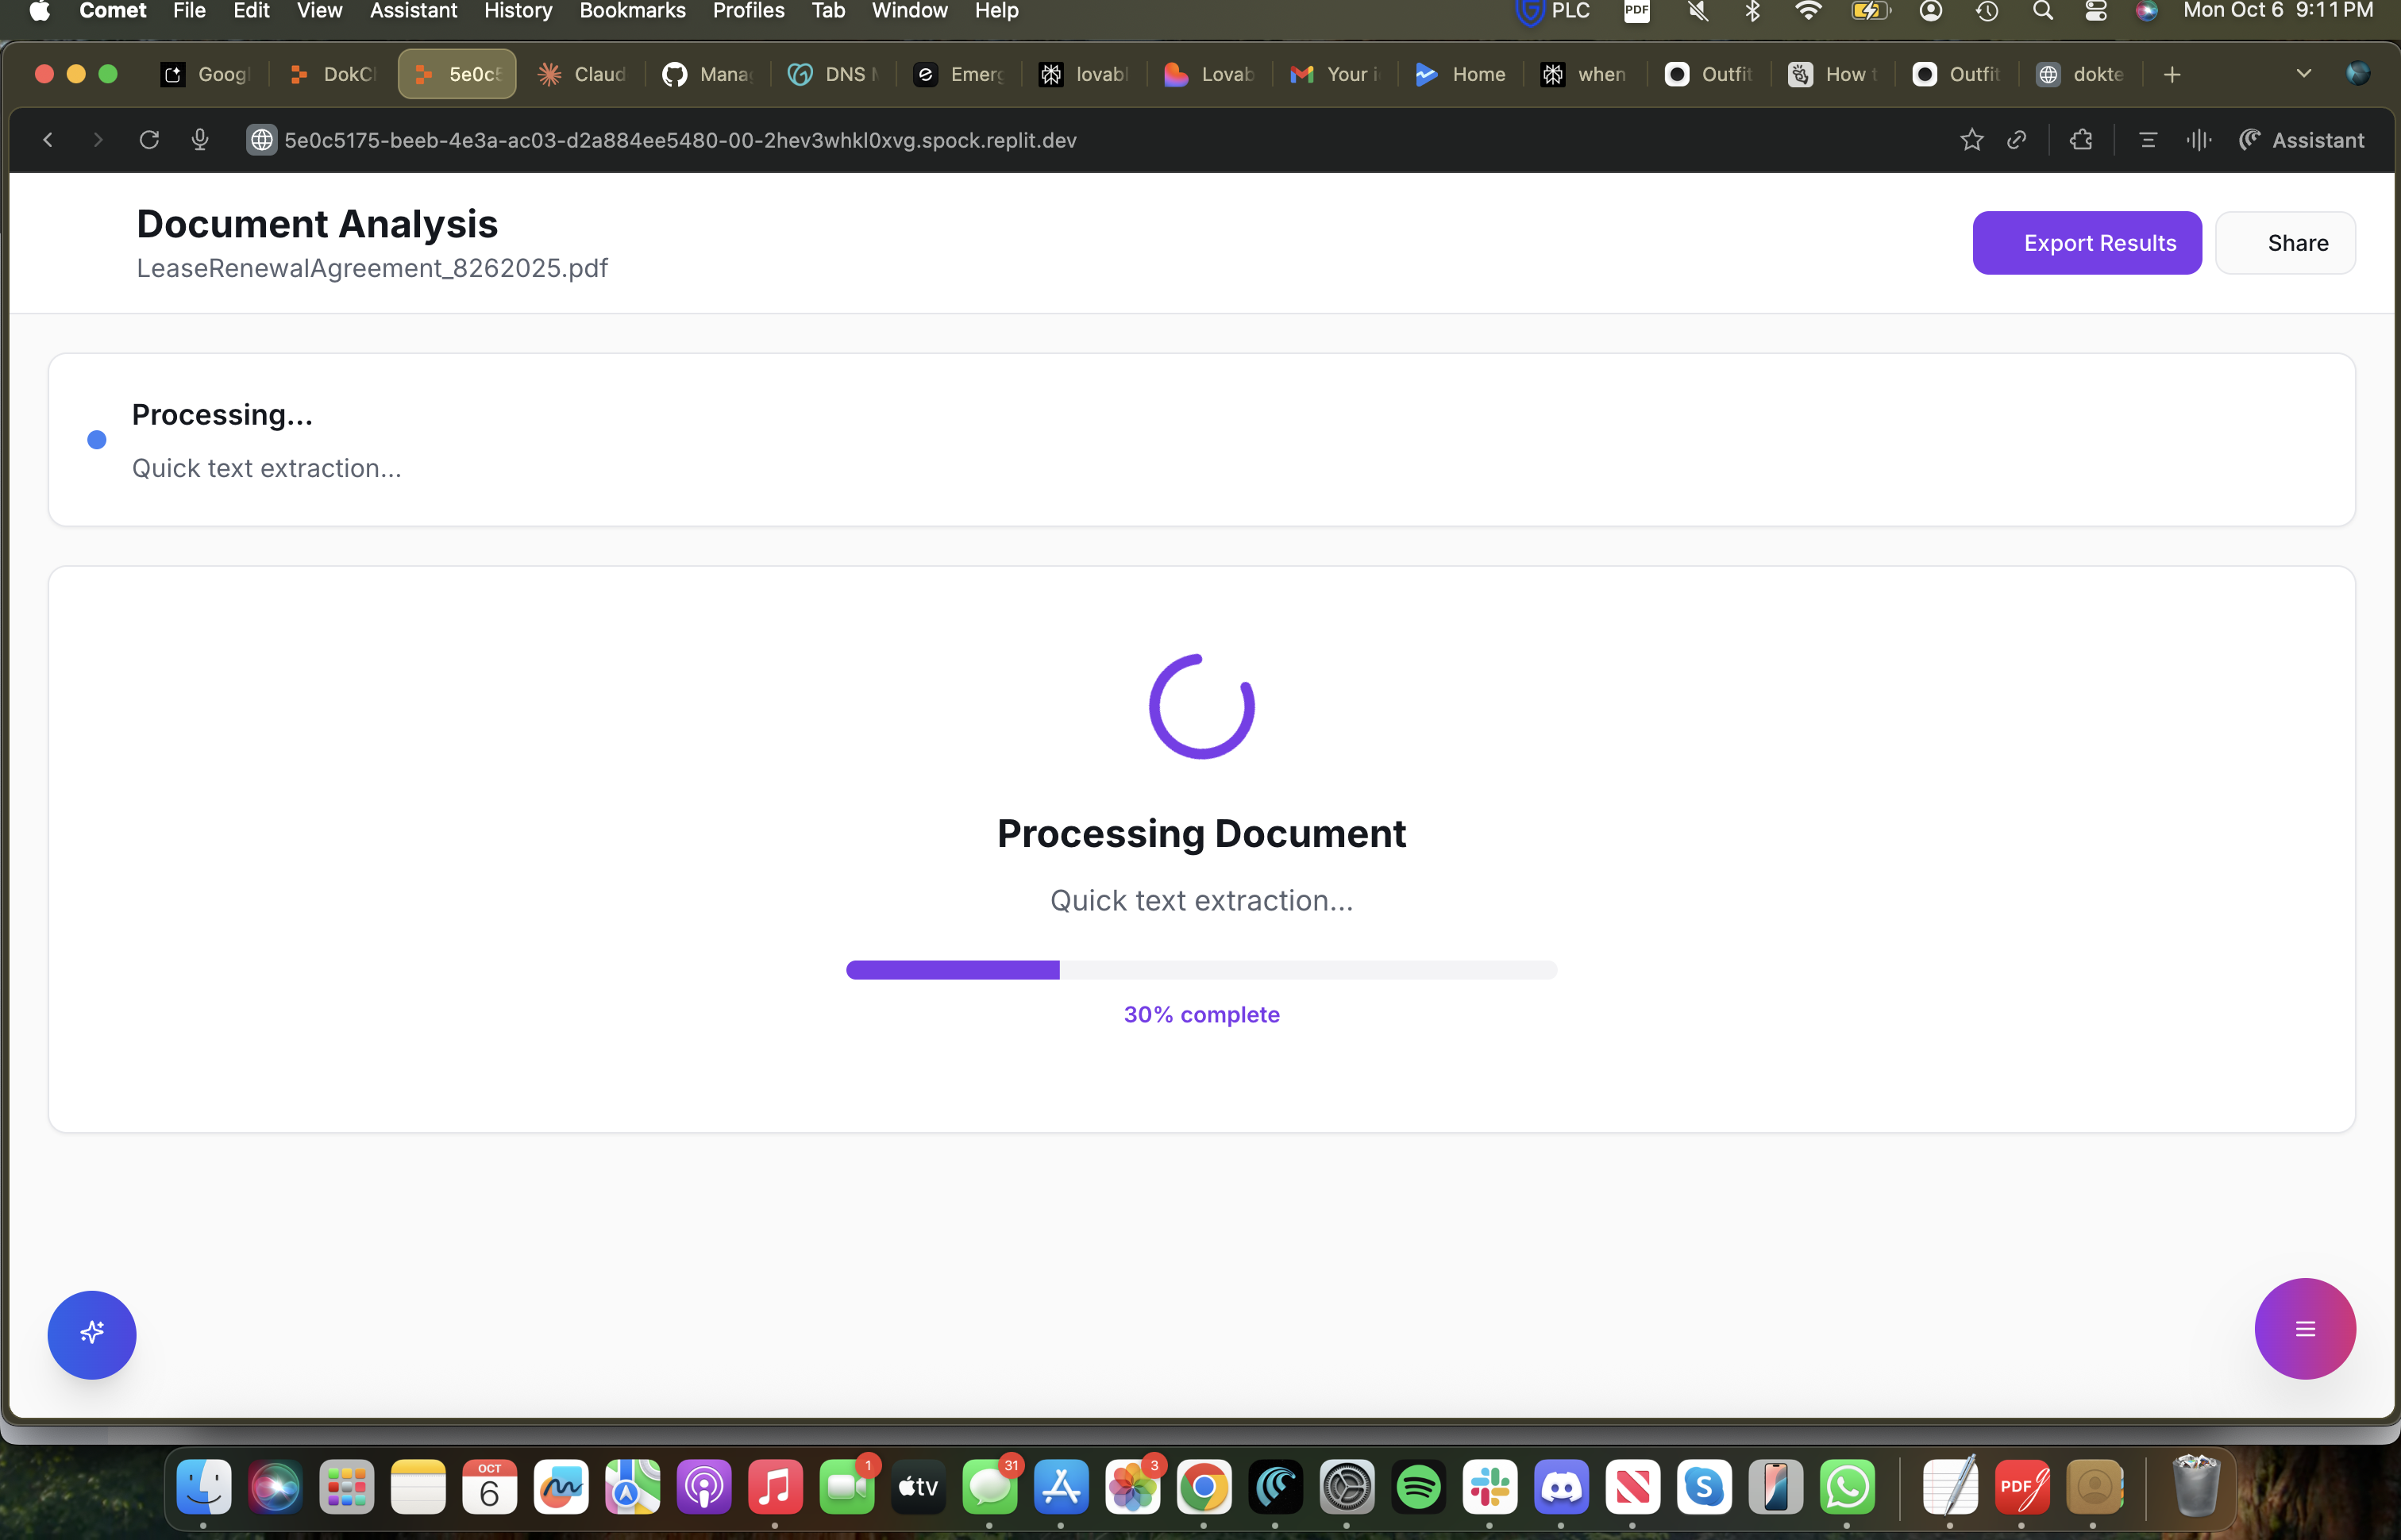 Comet File Edit View Assistant History Bookmarks Profiles Tab Window Help PLC PDF Mon Oct 6 9:11 PM
Googl DokC 5e0c5 Claud Mana DNS Emerg lovabl Lovab Your i Home when Outfit How t Outfit dokte
5e0c5175-beeb-4e3a-ac03-d2a884ee5480-00-2hev3whkl0xvg.spock.replit.dev Assistant
Document Analysis
LeaseRenewalAgreement_8262025.pdf
Export Results
Share
Processing...
Quick text extraction...
Processing Document
Quick text extraction...
30% complete
OCT
6
1
tv
31
3
PDF